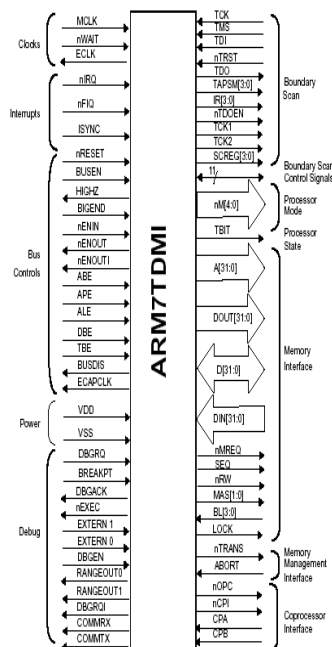 MCLK
nWAIT
ECLK
Clocks
nIRQ
nFIQ
ISYNC
Interrupts
nRESET
BUSEN
HIGHZ
BIGEND
nENIN
nENOUT
nENOUTI
ABE
APE
ALE
DBE
TBE
BUSDIS
ECAPCLK
Bus
Controls
VDD
VSS
Power
DBGRQ
BREAKPT
DBGACK
nEXEC
EXTERN 1
EXTERN 0
DBGEN
RANGEOUT0
RANGEOUT1
DBGRQI
COMMRX
COMMTX
Debug
ARM7TDMI
TCK
TMS
TDI
nTRST
TDO
TAPSM[3:0]
IR[3:0]
nTDOEN
TCK1
TCK2
SCREG[3:0]
Boundary
Scan
11
Boundary Scan
Control Signals
nM[4:0]
Processor
Mode
TBIT
Processor
State
A[31:0]
DOUT[31:0]
D[31:0]
DIN[31:0]
nMREQ
SEQ
nRW
MAS[1:0]
BL[3:0]
LOCK
Memory
Interface
nTRANS
ABORT
Memory
Management
Interface
nOPC
nCPI
CPA
CPB
Coprocessor
Interface